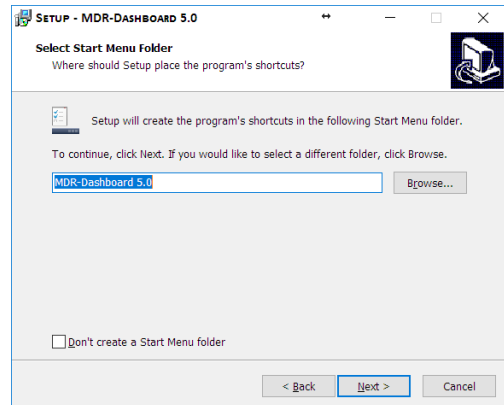 SETUP - MDR-DASHBOARD 5.0
Select Start Menu Folder
Where should Setup place the program's shortcuts?
Setup will create the program's shortcuts in the following Start Menu folder.
To continue, click Next. If you would like to select a different folder, click Browse.
MDR-Dashboard 5.0
Browse...
Don't create a Start Menu folder
< Back
Next >
Cancel